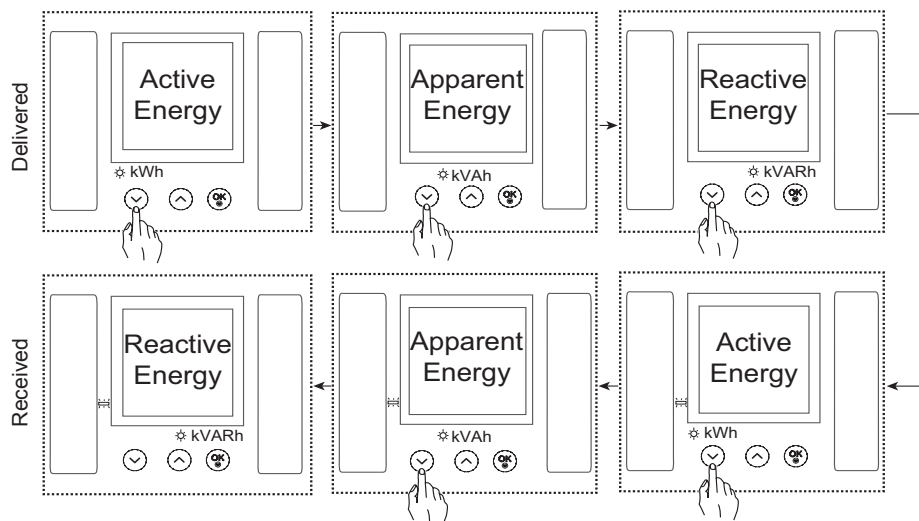 Delivered
Active
Energy
kWh
OK
Apparent
Energy
kVAh
OK
Reactive
Energy
kVARh
OK
Received
Reactive
Energy
kVARh
OK
Apparent
Energy
kVAh
OK
Active
Energy
kWh
OK